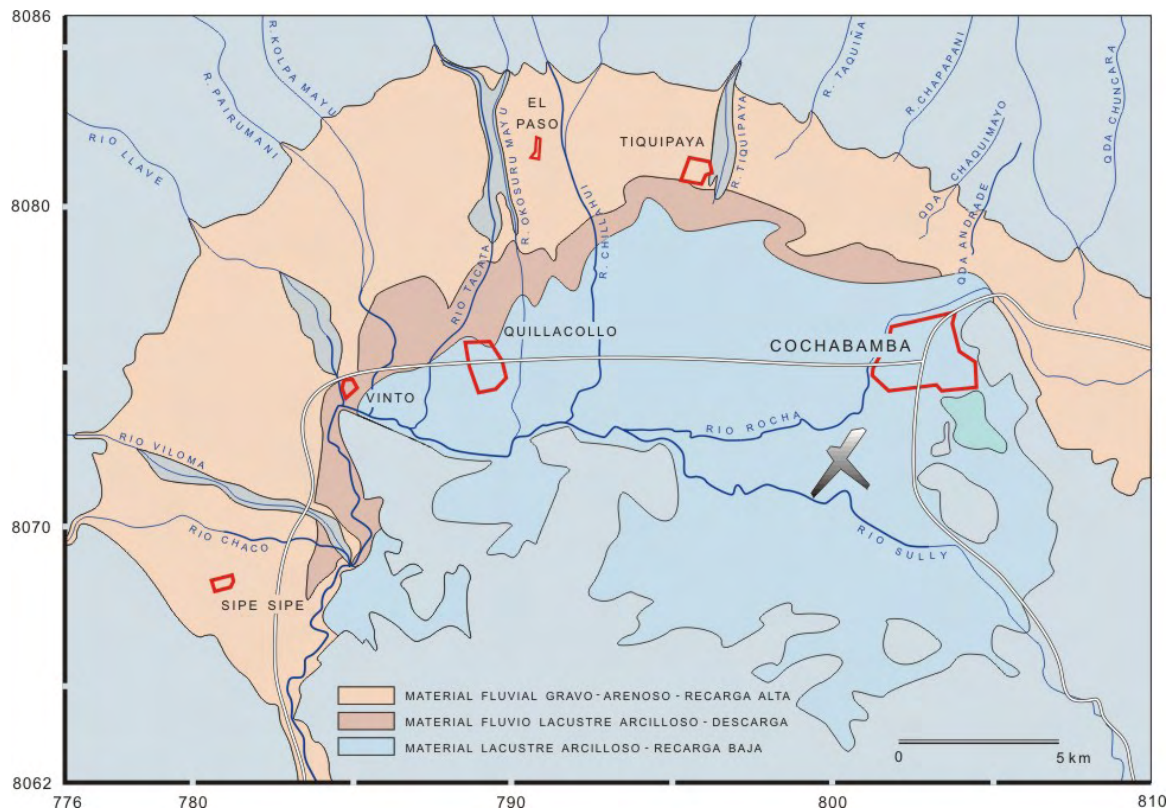 8086
8080
8070
8062
776
780
790
800
810
RIO LLAVE
R. PAIRUMANI
R. KOLPA MAYU
EL
PASO
R. OKOSURU MAYU
RIO TACATA
R. CHILLAHUI
TIQUIPAYA
R. TIQUIPAYA
R. TAQUIÑA
R. CHAPAPANI
QDA CHUNCARA
QDA CHAQUIMAYO
QDA ANDRADE
QUILLACOLLO
COCHABAMBA
VINTO
RIO ROCHA
RIO VILOMA
RIO CHACO
RIO SULLY
SIPE SIPE
MATERIAL FLUVIAL GRAVO-ARENOSO-RECARGA ALTA
MATERIAL FLUVIO LACUSTRE ARCILLOSO-DESCARGA
MATERIAL LACUSTRE ARCILLOSO-RECARGA BAJA
0 5 km